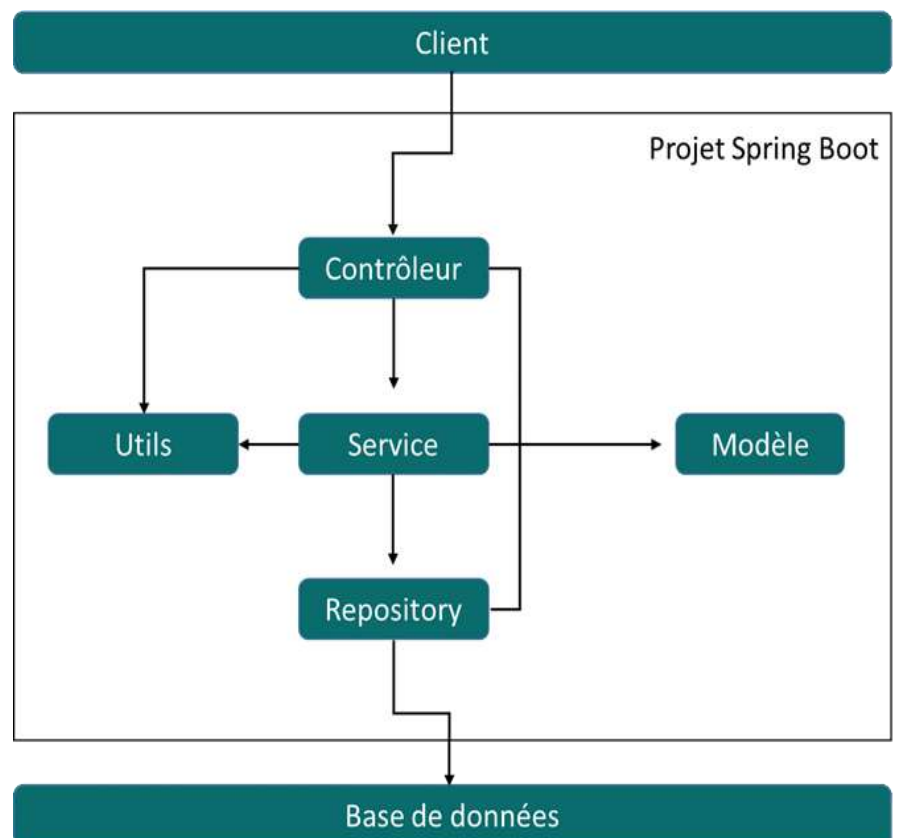 Client
Projet Spring Boot
Contrôleur
Utils
Service
Modèle
Repository
Base de données